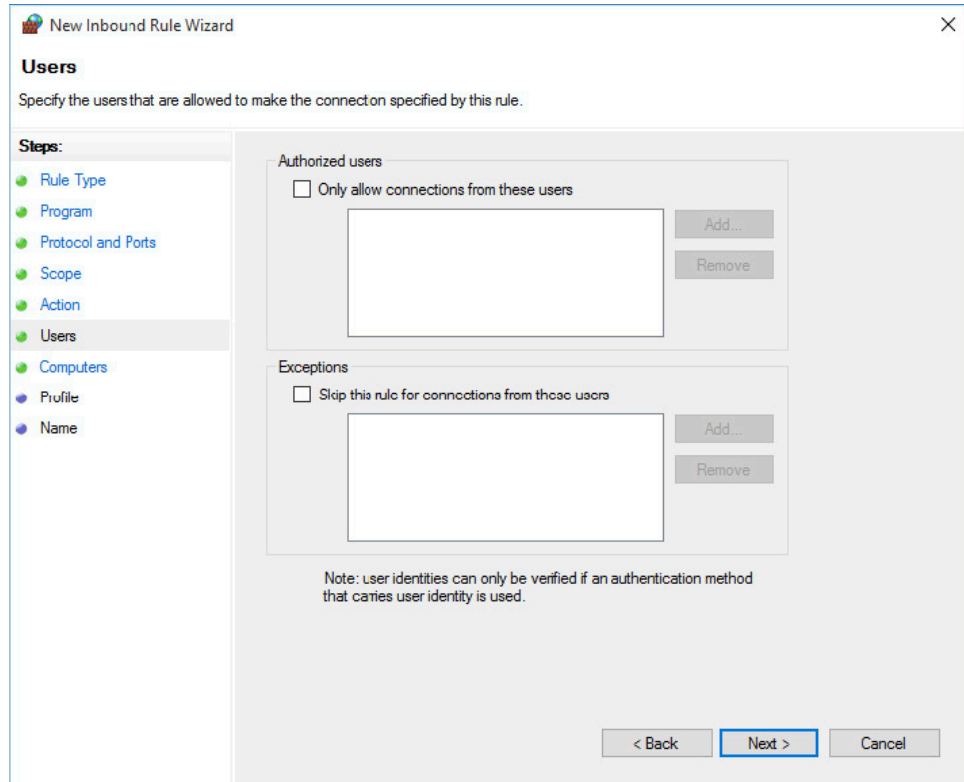 New Inbound Rule Wizard
Users
Specify the users that are allowed to make the connection specified by this rule.
Steps:
Rule Type
Program
Protocol and Ports
Scope
Action
Users
Computers
Profile
Name
Authorized users
Only allow connections from these users
Add...
Remove
Exceptions
Skip this rule for connections from these users
Add...
Remove
Note: user identities can only be verified if an authentication method
that carries user identity is used.
< Back
Next >
Cancel